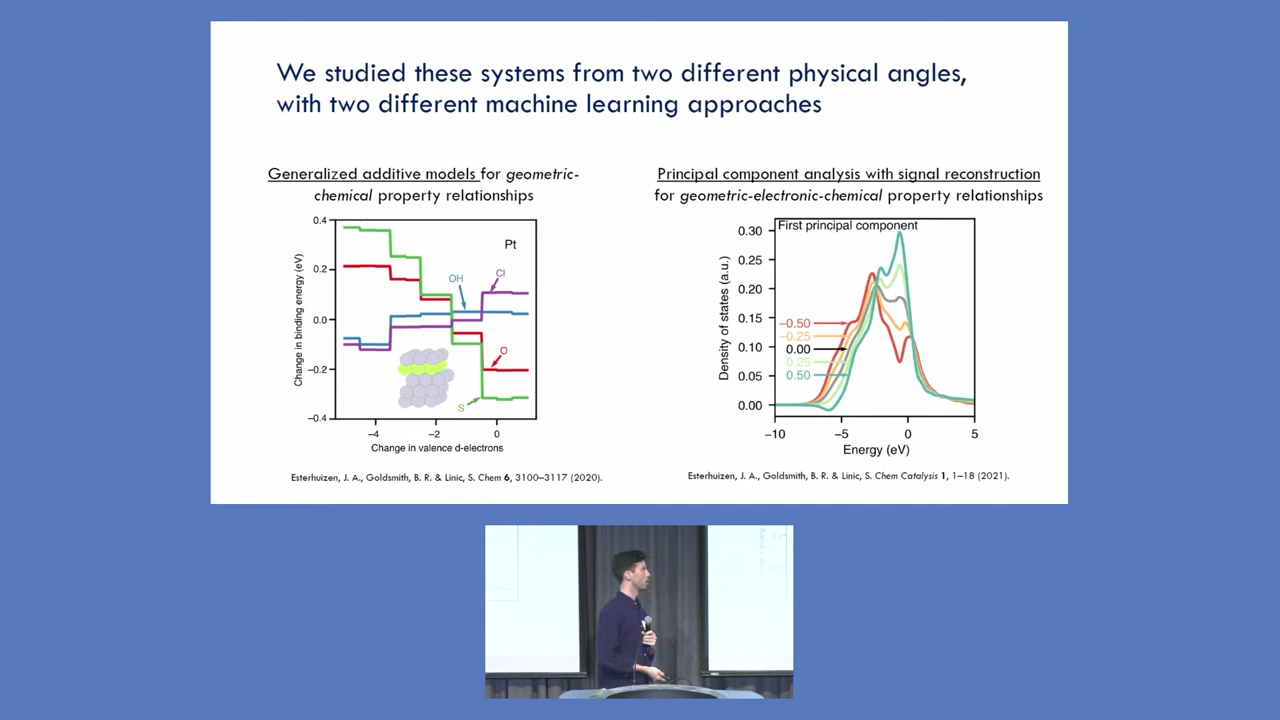 We studied these systems from two different physical angles,
with two different machine learning approaches
Generalized additive models for geometric-
chemical property relationships
Change in binding energy (eV)
0.4
0.2
0.0
−0.2
−0.4
Pt
OH
Cl
O
S
−4
−2
0
Change in valence d-electrons
Esterhuizen, J. A., Goldsmith, B. R. & Linic, S. Chem 6, 3100–3117 (2020).
Principal component analysis with signal reconstruction
for geometric-electronic-chemical property relationships
Density of states (a.u.)
0.30
0.25
0.20
0.15
0.10
0.05
0.00
First principal component
−0.50
−0.25
0.00
0.25
0.50
−10
−5
0
5
Energy (eV)
Esterhuizen, J. A., Goldsmith, B. R. & Linic, S. Chem Catalysis 1, 1–18 (2021).